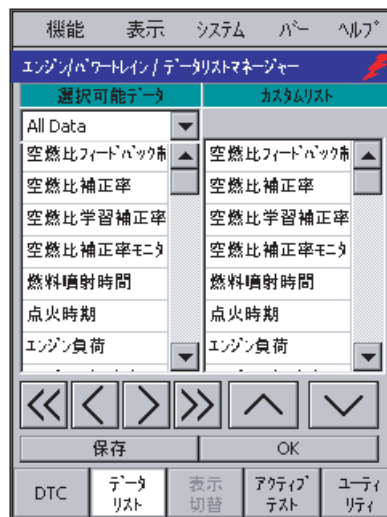 機能 表示 システム バー ヘルプ
エンジン/パワートレイン / データリストマネージャー
選択可能データ カスタムリスト
All Data
空燃比フィードバック制 空燃比フィードバック制
空燃比補正率 空燃比補正率
空燃比学習補正率 空燃比学習補正率
空燃比補正率モニタ 空燃比補正率モニタ
燃料噴射時間 燃料噴射時間
点火時期 点火時期
エンジン負荷 エンジン負荷
保存 OK
DTC データリスト 表示切替 アクティブテスト ユーティリティ